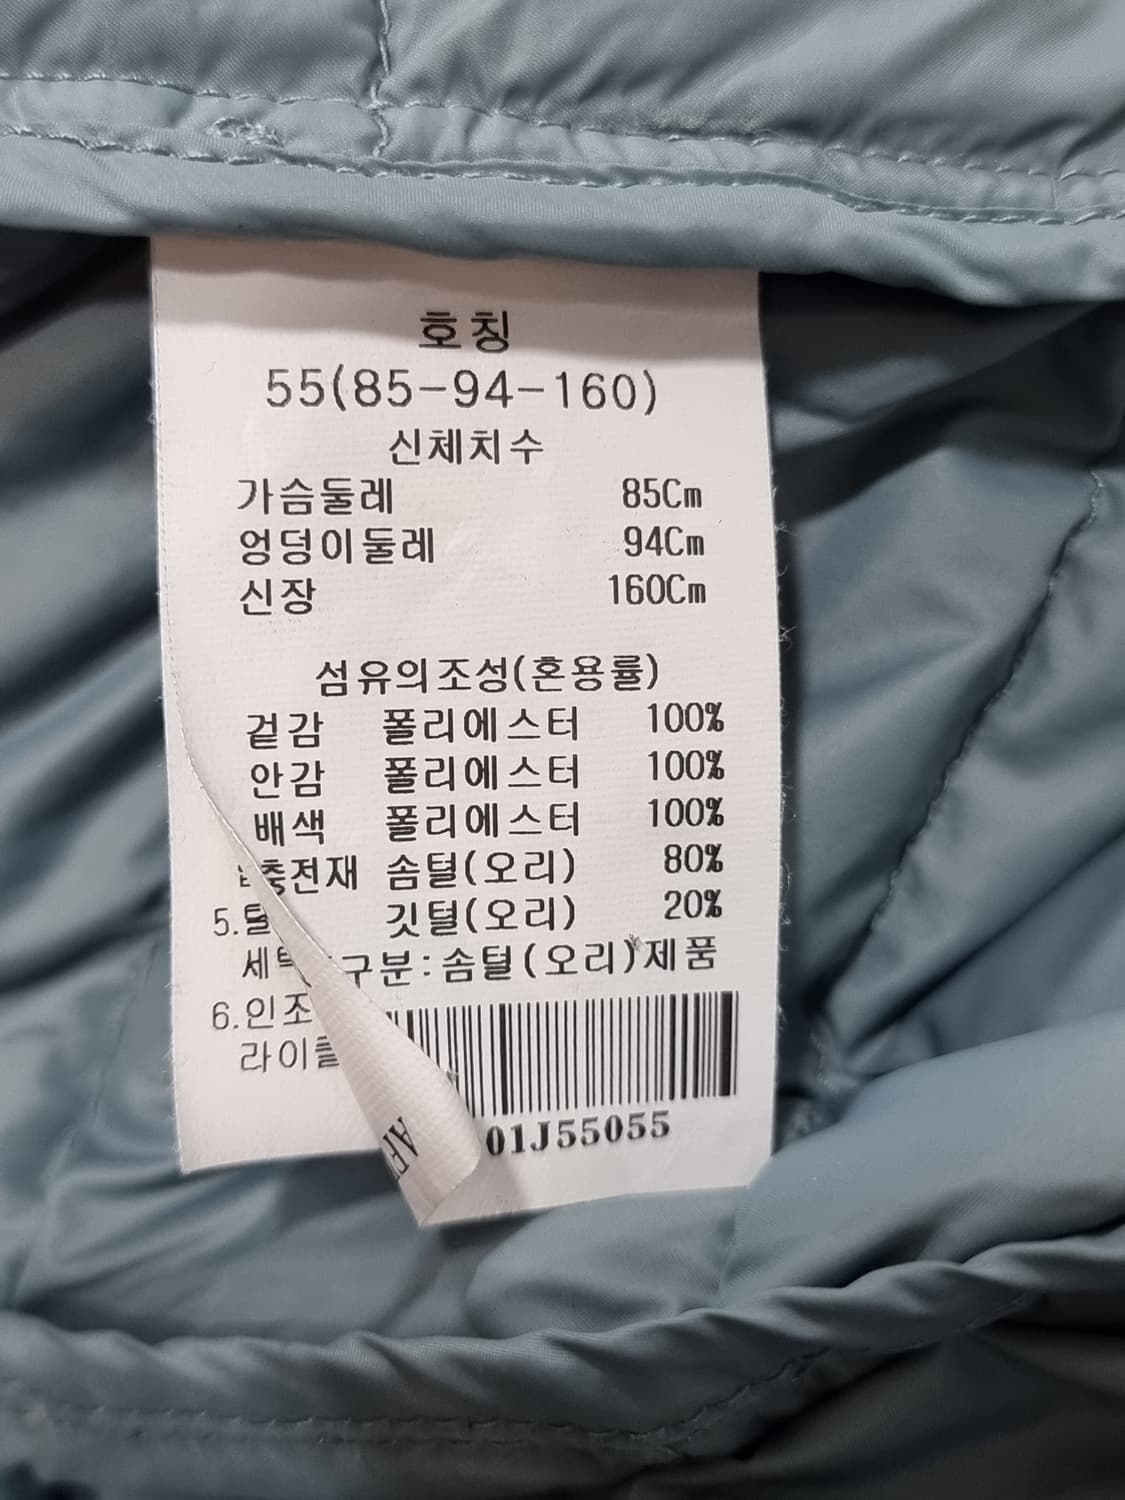 호칭
55(85-94-160)
신체치수
가슴둘레 85Cm
엉덩이둘레 94Cm
신장 160Cm
섬유의조성(혼용률)
겉감 폴리에스터 100%
안감 폴리에스터 100%
배색 폴리에스터 100%
충전재 솜털(오리) 80%
5.털 깃털(오리) 20%
구분:솜털(오리)제품
6.인조
라이
01J55055